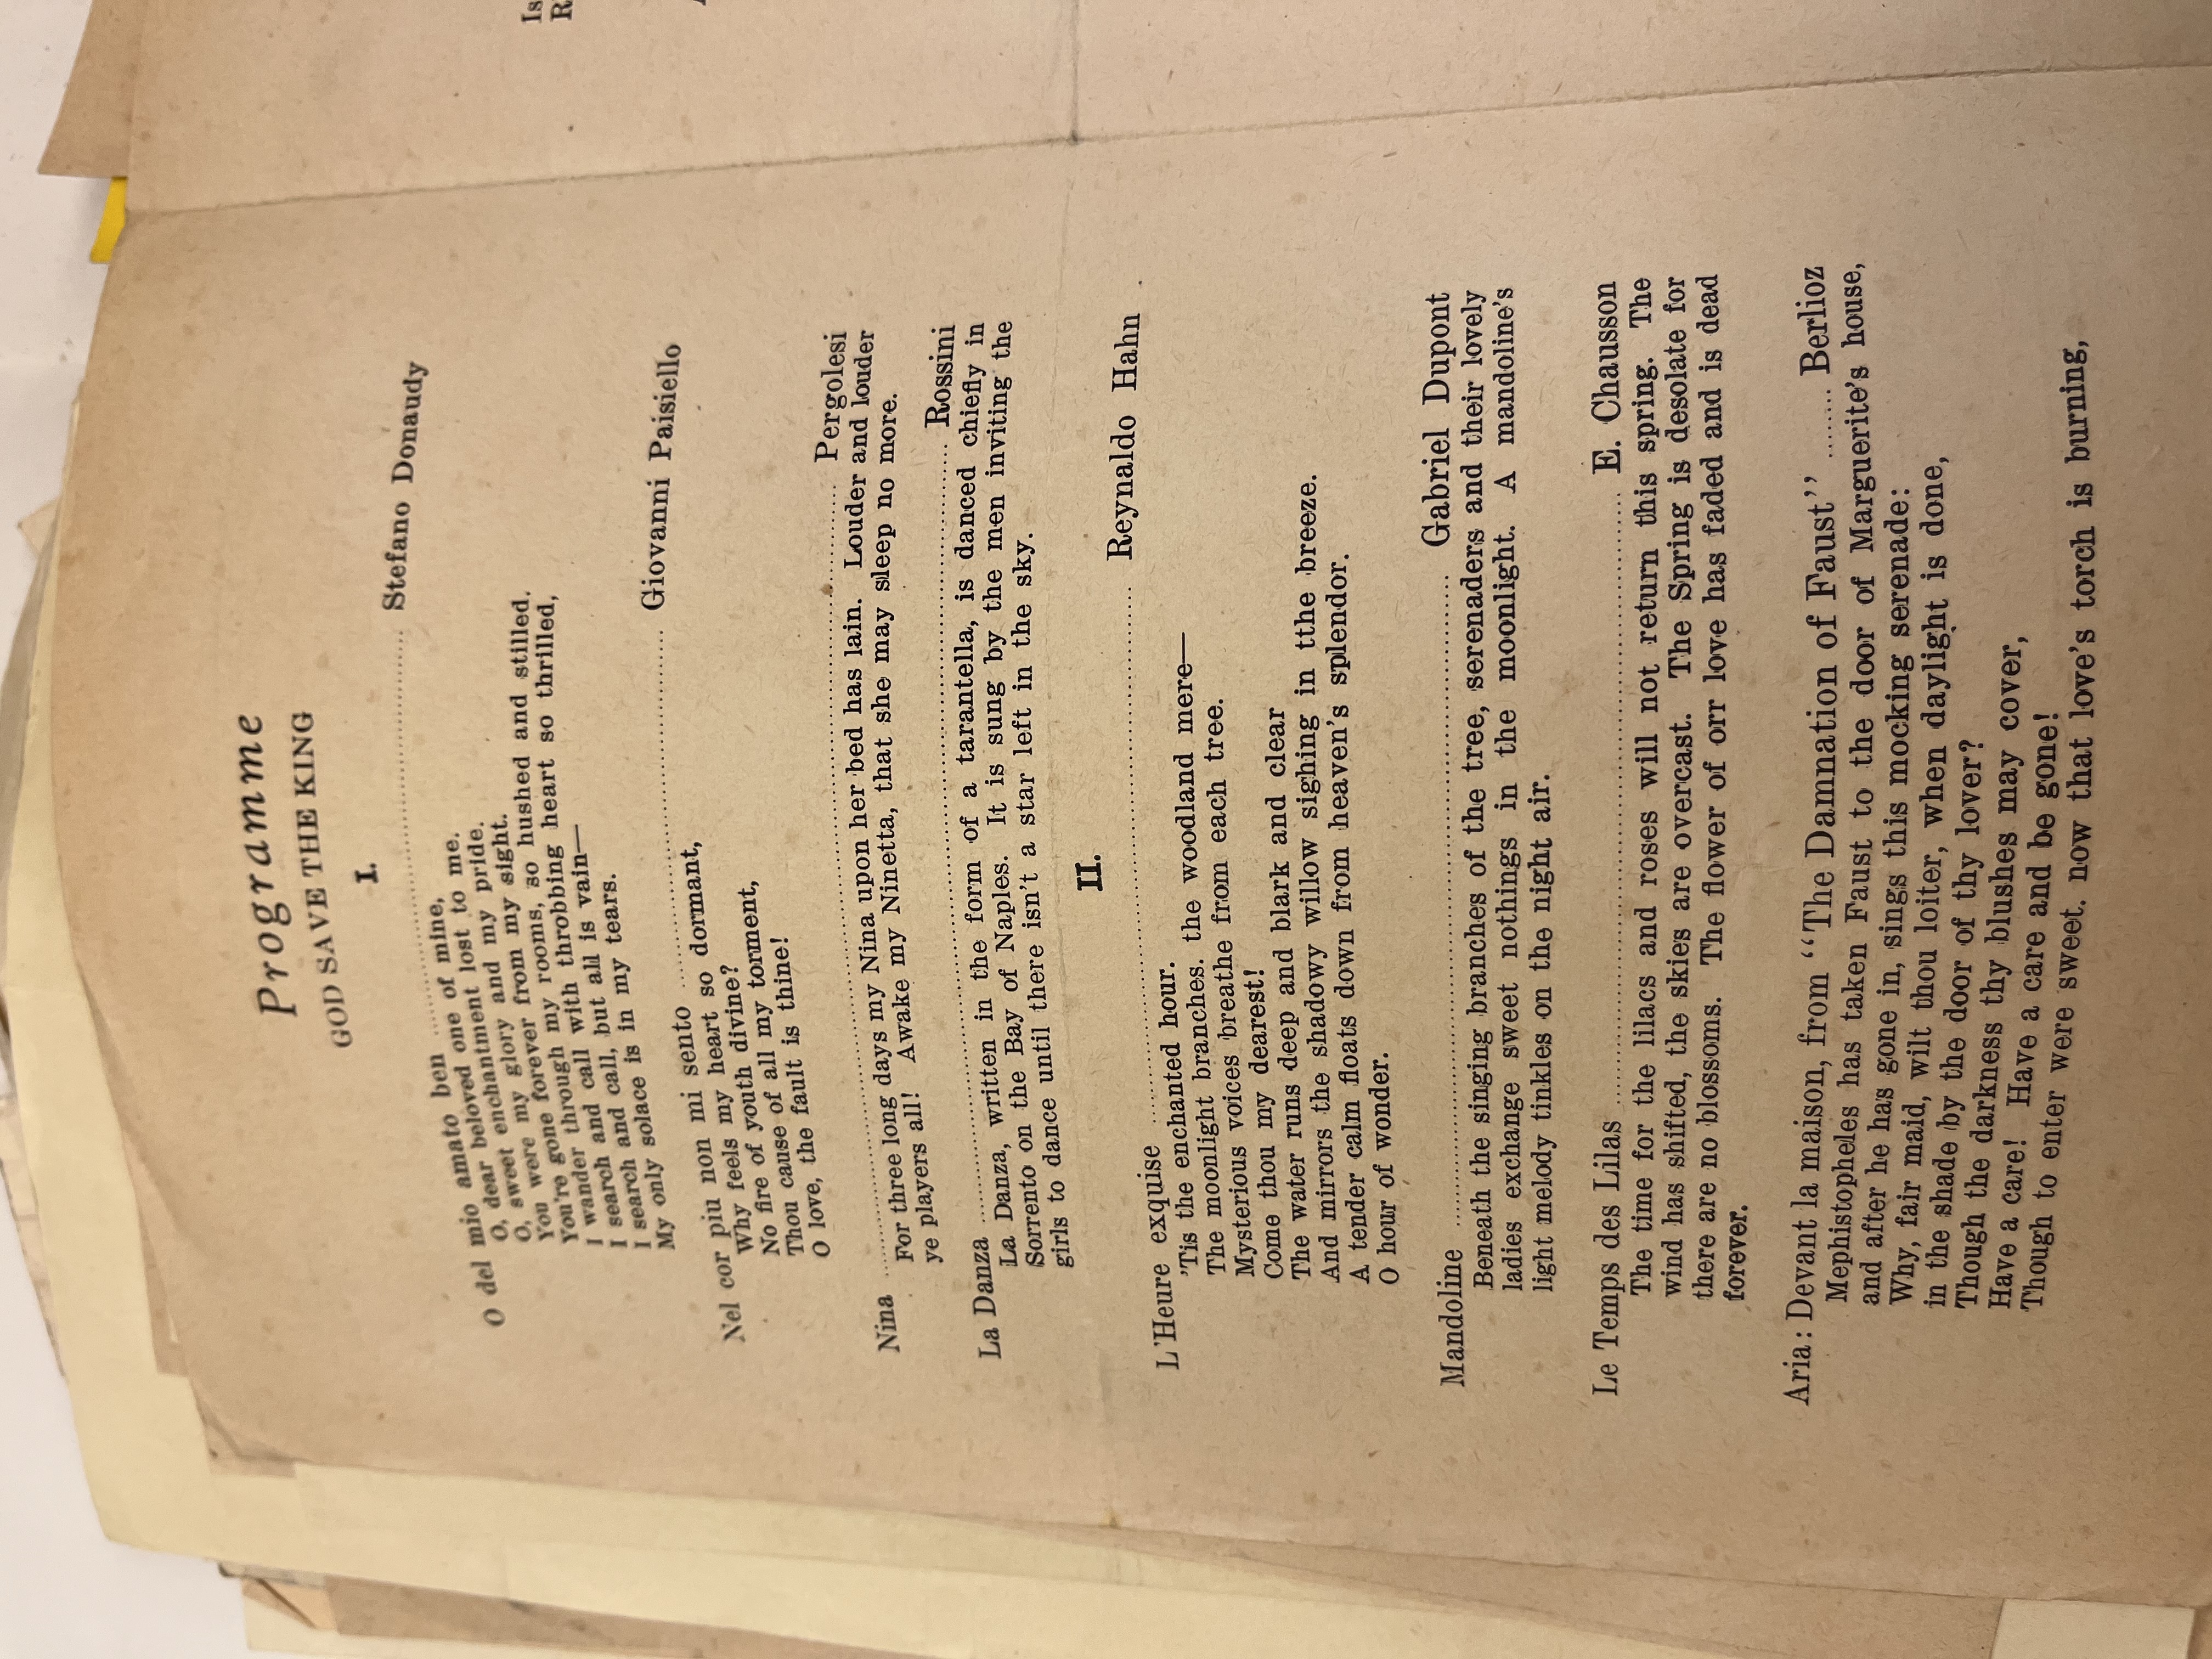 Programme
GOD SAVE THE KING
I.
O del mio amato ben ........................ Stefano Donaudy
O, dear beloved one of mine,
O, sweet enchantment lost to me.
You were my glory and my pride.
You're gone forever from my sight.
I wander through my rooms, so hushed and stilled.
I search and call with throbbing heart so thrilled,
I search and call, but all is vain—
My only solace is in my tears.
Nel cor piu non mi sento ........................ Giovanni Paisiello
Why feels my heart so dormant,
No fire of youth divine?
Thou cause of all my torment,
O love, the fault is thine!
Nina ........................ Pergolesi
For three long days my Nina upon her bed has lain. Louder and louder
ye players all! Awake my Ninetta, that she may sleep no more.
La Danza ........................ Rossini
La Danza, written in the form of a tarantella, is danced chiefly in
Sorrento on the Bay of Naples. It is sung by the men inviting the
girls to dance until there isn't a star left in the sky.
II.
L'Heure exquise ........................ Reynaldo Hahn
'Tis the enchanted hour.
The moonlight branches. the woodland mere—
Mysterious voices breathe from each tree.
Come thou my dearest!
The water runs deep and blark and clear
And mirrors the shadowy willow sighing in tthe breeze.
A tender calm floats down from heaven's splendor.
O hour of wonder.
Mandoline ........................ Gabriel Dupont
Beneath the singing branches of the tree, serenaders and their lovely
ladies exchange sweet nothings in the moonlight. A mandoline's
light melody tinkles on the night air.
Le Temps des Lilas ........................ E. Chausson
The time for the lilacs and roses will not return this spring. The
wind has shifted, the skies are overcast. The Spring is desolate for
there are no blossoms. The flower of orr love has faded and is dead
forever.
Aria: Devant la maison, from "The Damnation of Faust" ........ Berlioz
Mephistopheles has taken Faust to the door of Marguerite's house,
and after he has gone in, sings this mocking serenade:
Why, fair maid, wilt thou loiter, when daylight is done,
in the shade by the door of thy lover?
Though the darkness thy blushes may cover,
Have a care! Have a care and be gone!
Though to enter were sweet. now that love's torch is burning,